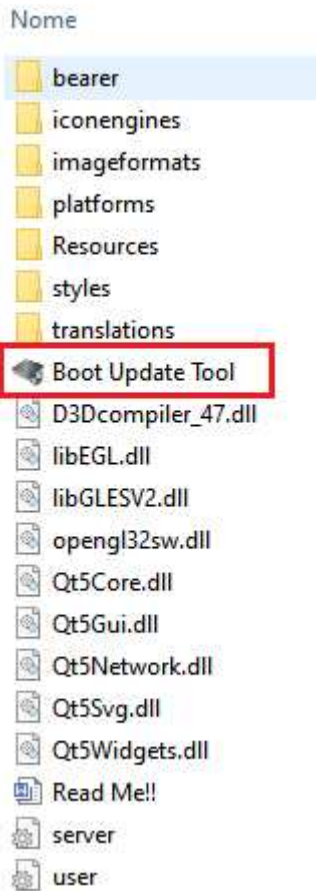 Nome
bearer
iconengines
imageformats
platforms
Resources
styles
translations
Boot Update Tool
D3Dcompiler_47.dll
libEGL.dll
libGLESV2.dll
opengl32sw.dll
Qt5Core.dll
Qt5Gui.dll
Qt5Network.dll
Qt5Svg.dll
Qt5Widgets.dll
Read Me!!
server
user